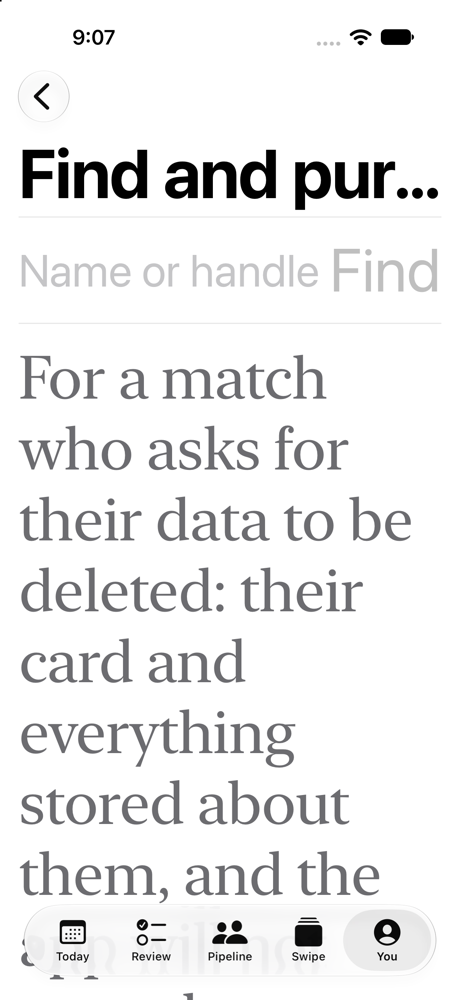 9:07
Find and pur...
Name or handle Find
For a match
who asks for
their data to be
deleted: their
card and
everything
stored about
them, and the
Today Review Pipeline Swipe You